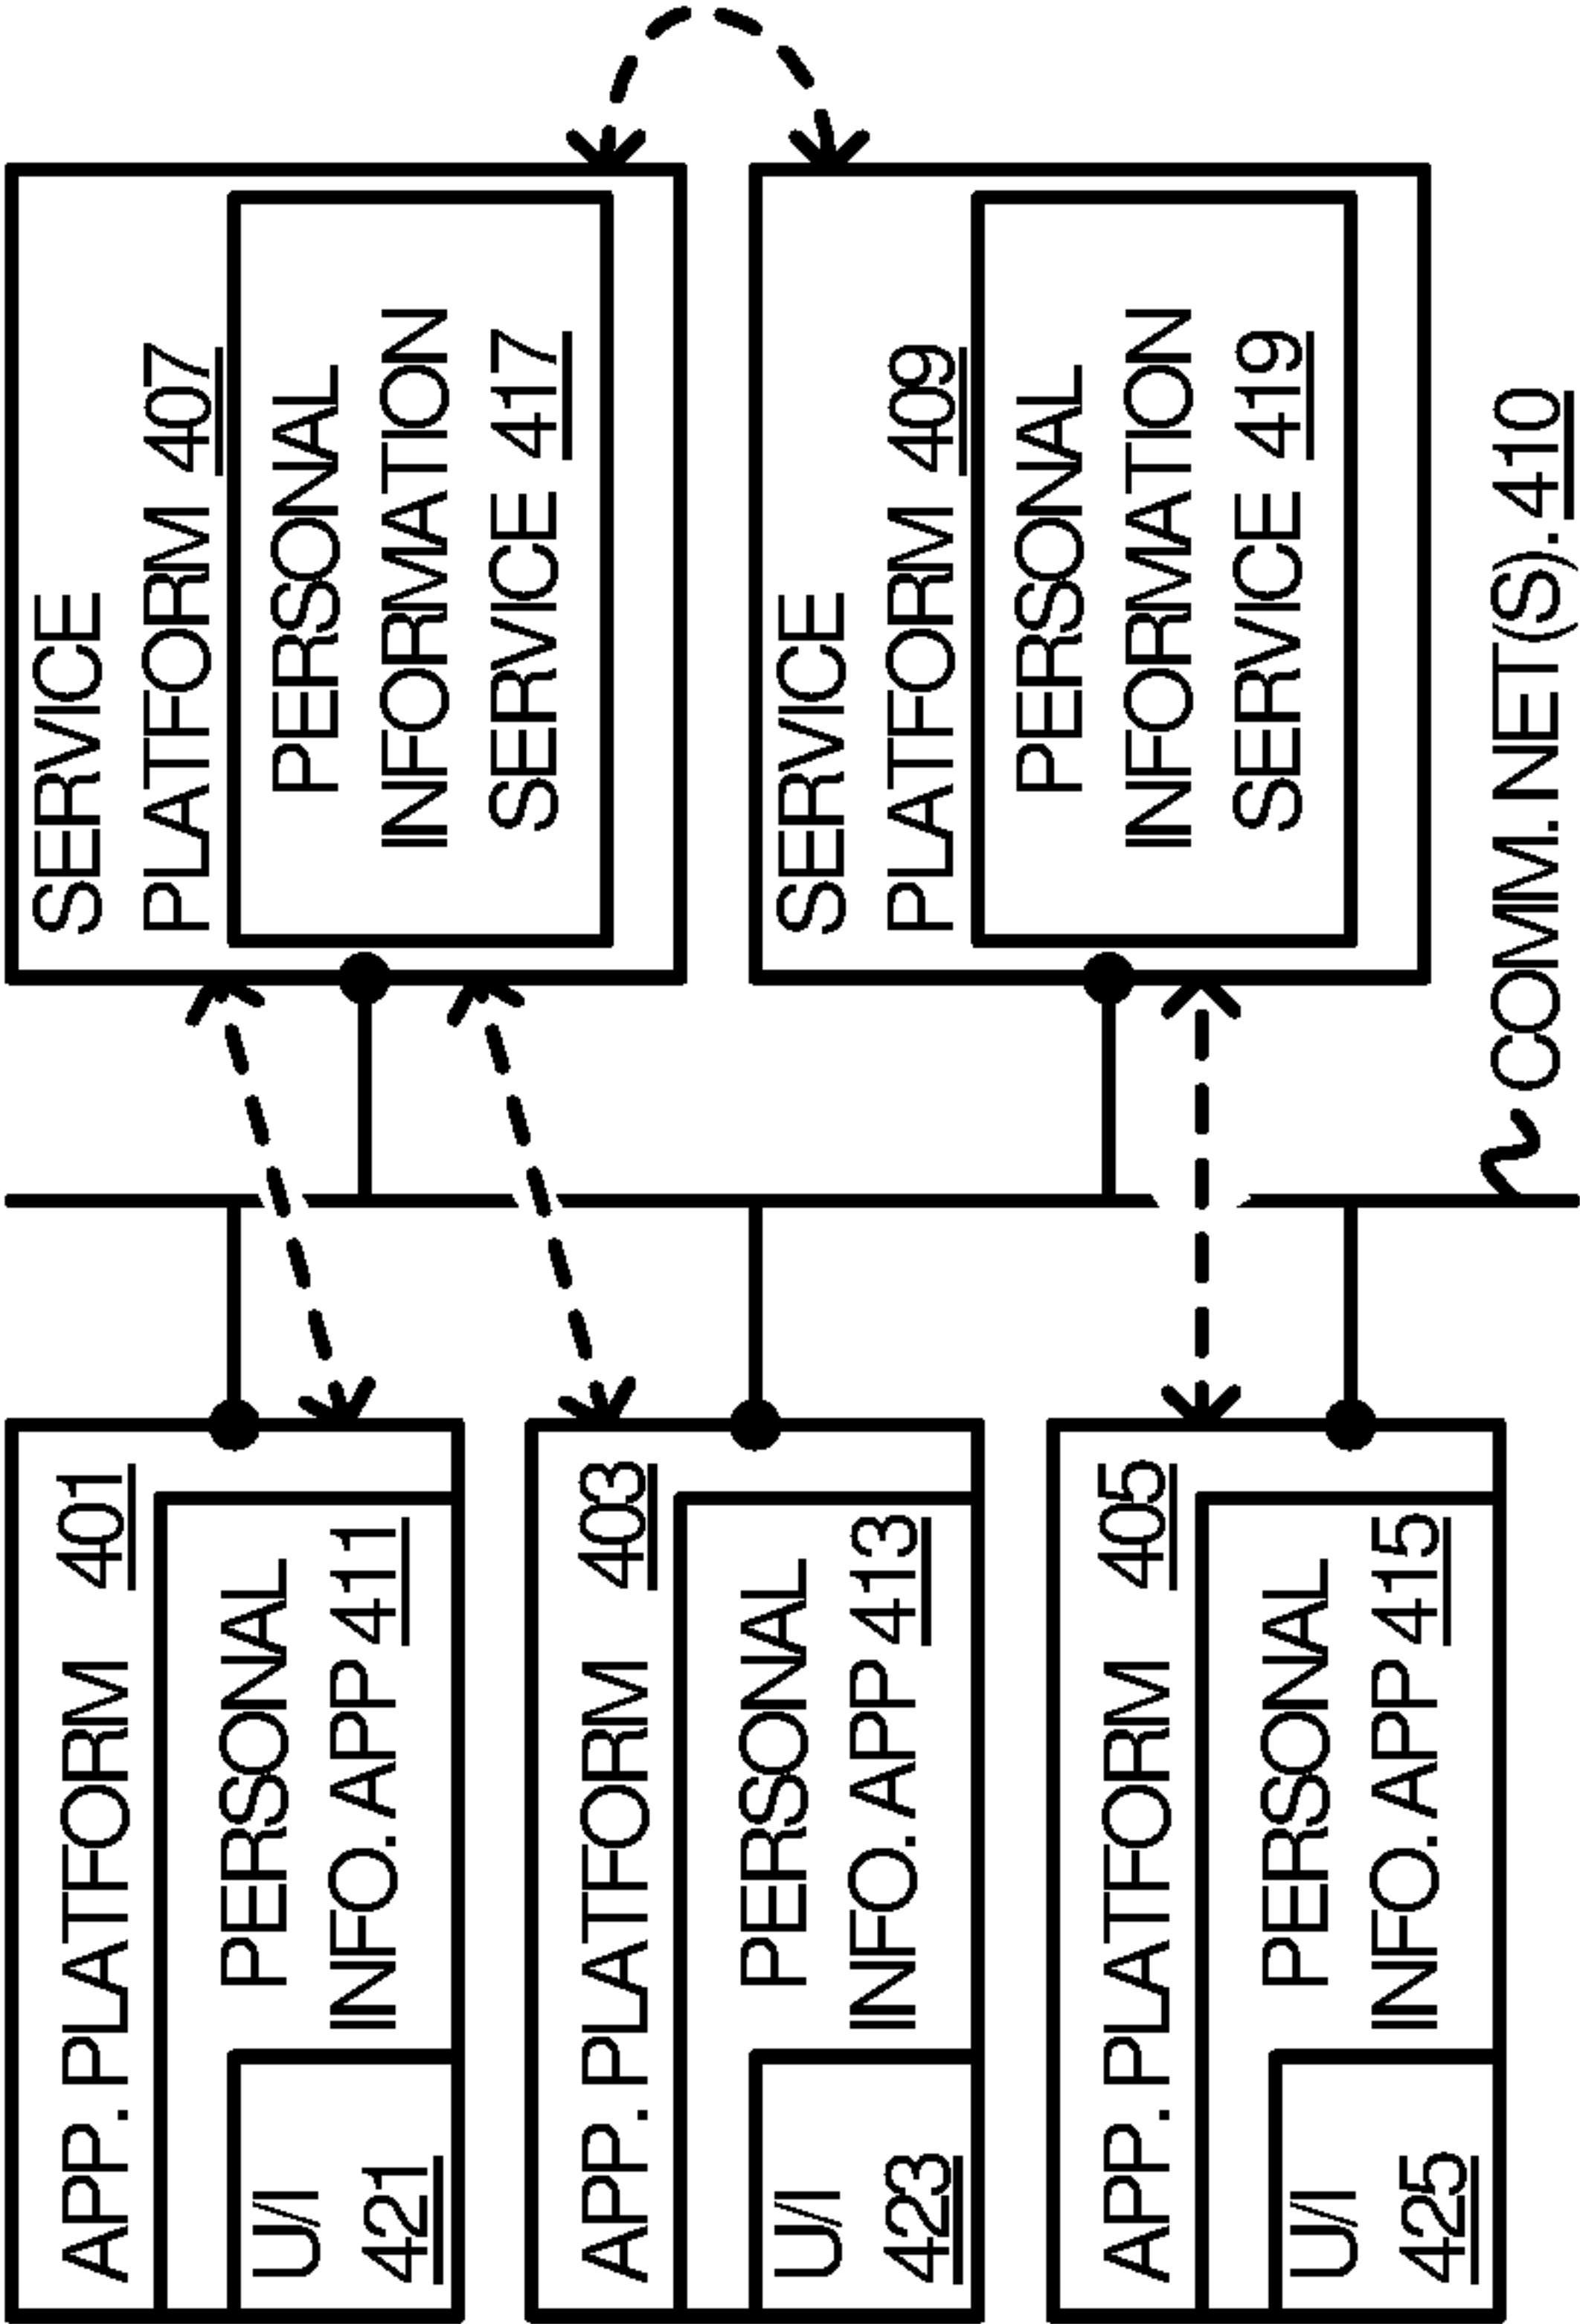 APP. PLATFORM 401
PERSONAL
INFO. APP 411
U/I
421
APP. PLATFORM 403
PERSONAL
INFO. APP 413
U/I
423
APP. PLATFORM 405
PERSONAL
INFO. APP 415
U/I
425
SERVICE
PLATFORM 407
PERSONAL
INFORMATION
SERVICE 417
SERVICE
PLATFORM 409
PERSONAL
INFORMATION
SERVICE 419
COMM. NET(S). 410